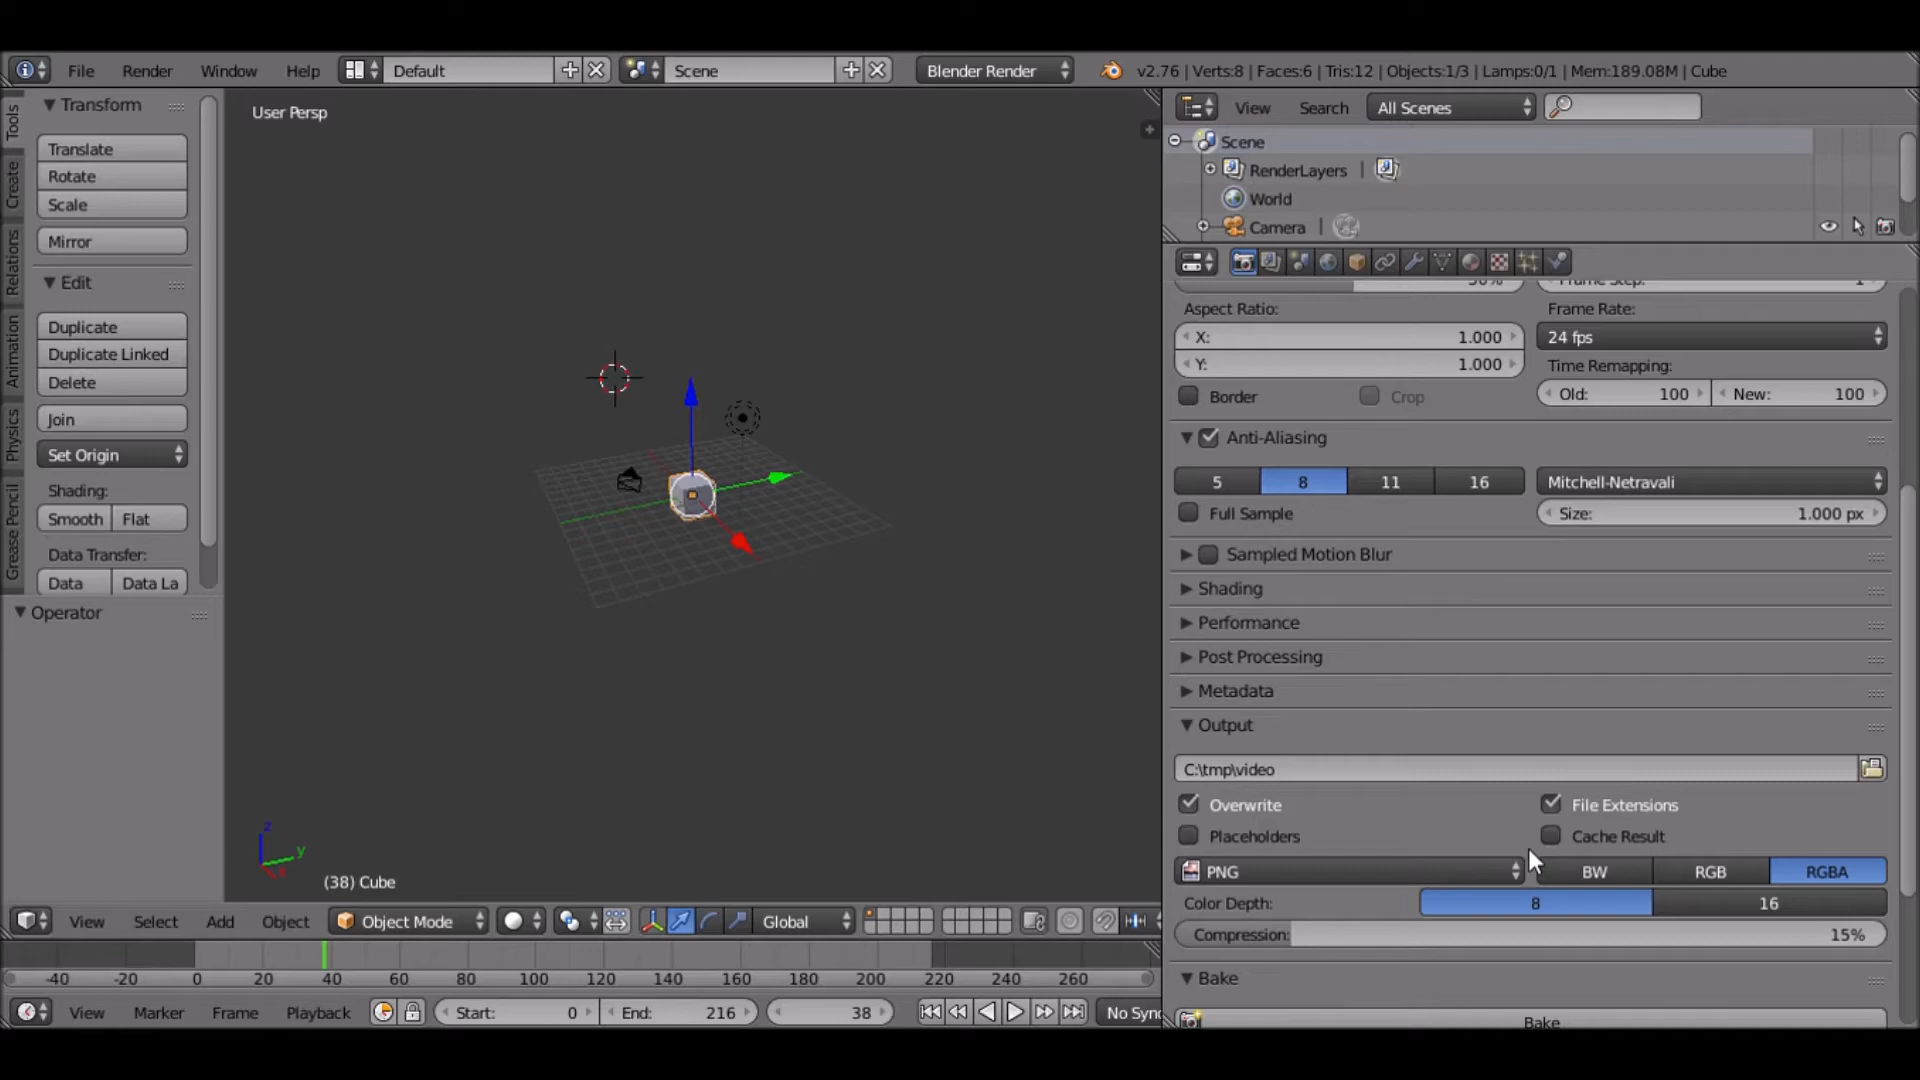 File Render Window Help Default Scene Blender Render v2.76 | Verts:8 | Faces:6 | Tris:12 | Objects:1/3 | Lamps:0/1 | Mem:189.08M | Cube
Tools
Create
Relations
Animation
Physics
Grease Pencil
Transform
Translate
Rotate
Scale
Mirror
Edit
Duplicate
Duplicate Linked
Delete
Join
Set Origin
Shading:
Smooth Flat
Data Transfer:
Data Data La
Operator
User Persp
z
y
x
(38) Cube
View Search All Scenes
Scene
RenderLayers |
World
Camera |
50% Frame Step: 1
Aspect Ratio: Frame Rate:
X: 1.000 24 fps
Y: 1.000 Time Remapping:
Border Crop Old: 100 New: 100
Anti-Aliasing
5 8 11 16 Mitchell-Netravali
Full Sample Size: 1.000 px
Sampled Motion Blur
Shading
Performance
Post Processing
Metadata
Output
C:\tmp\video
Overwrite File Extensions
Placeholders Cache Result
PNG BW RGB RGBA
Color Depth: 8 16
Compression: 15%
Bake
Bake
View Select Add Object Object Mode Global
-40 -20 0 20 40 60 80 100 120 140 160 180 200 220 240 260
View Marker Frame Playback Start: 0 End: 216 38 No Sync